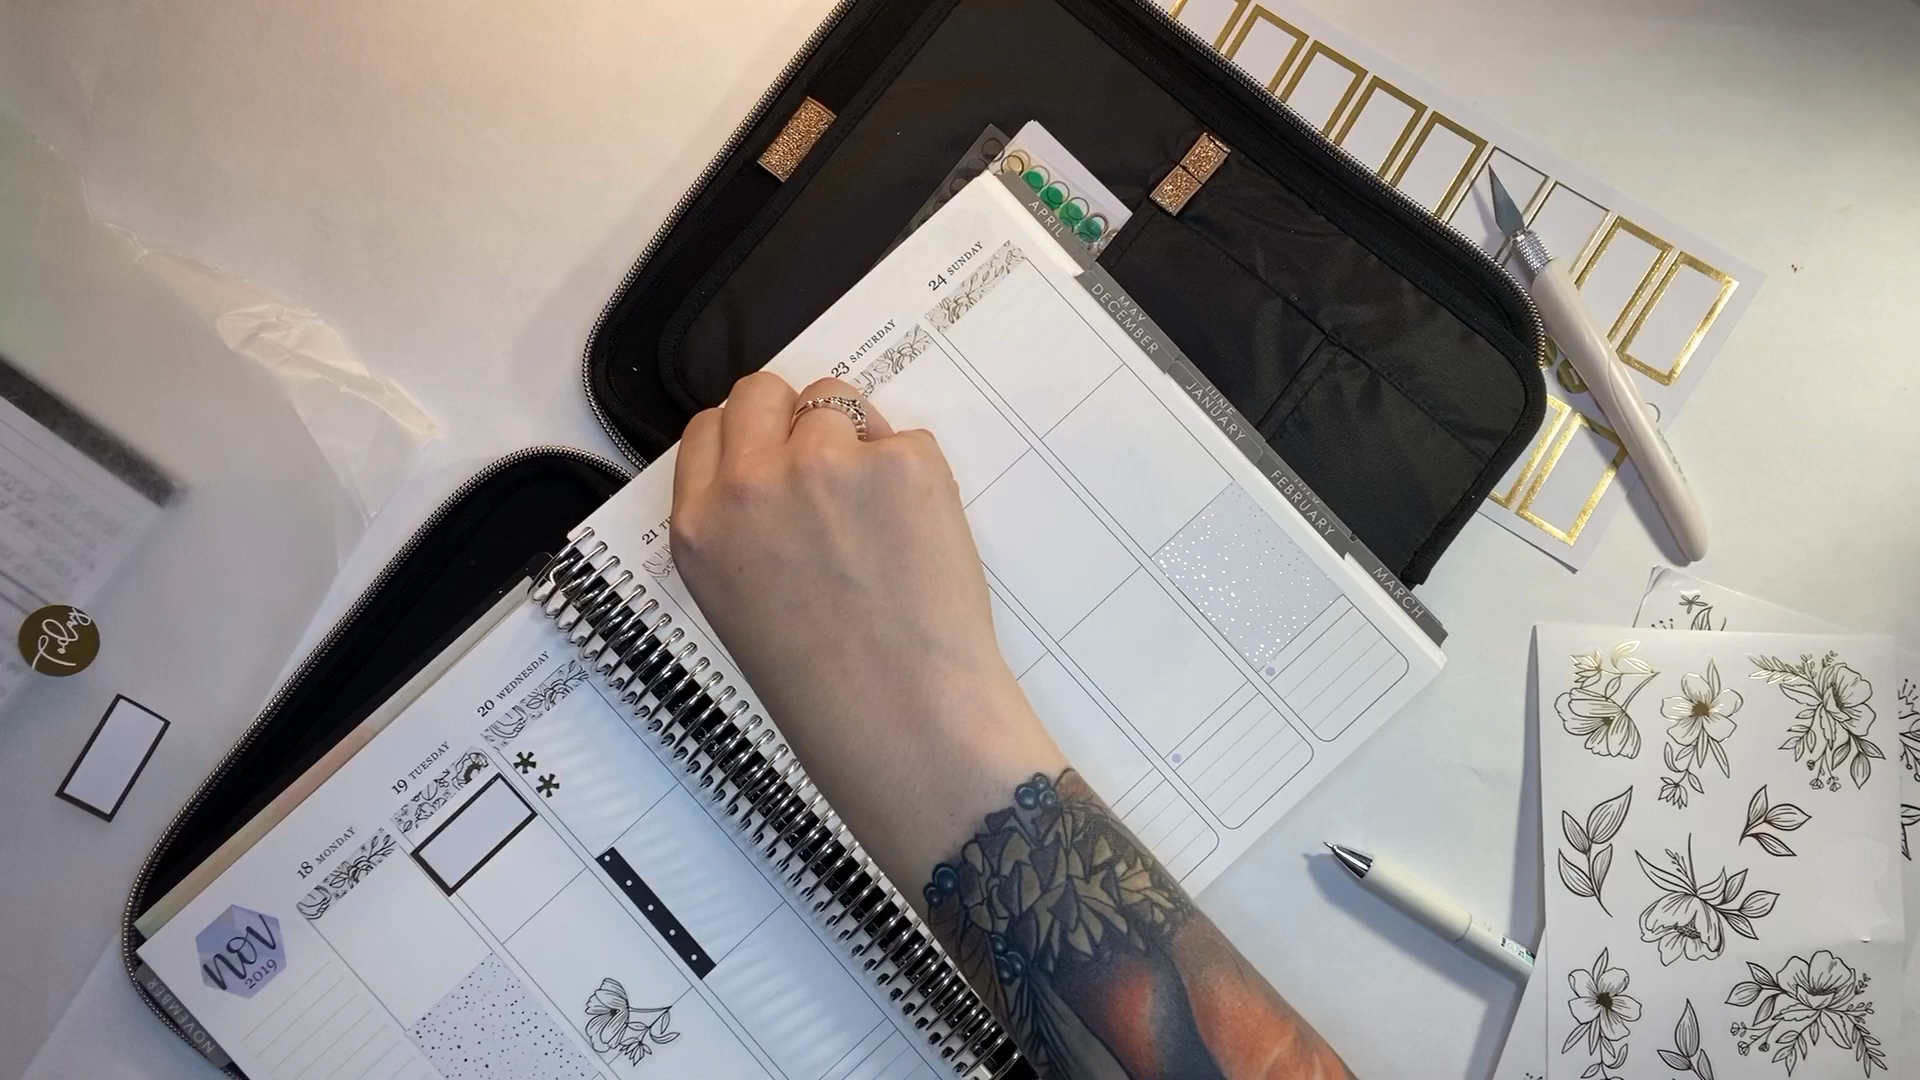 24 SUNDAY
23 SATURDAY
21
20 WEDNESDAY
19 TUESDAY
18 MONDAY
nov
2019
NOVEMBER
APRIL
MAY
DECEMBER
JUNE
JANUARY
FEBRUARY
MARCH
Today